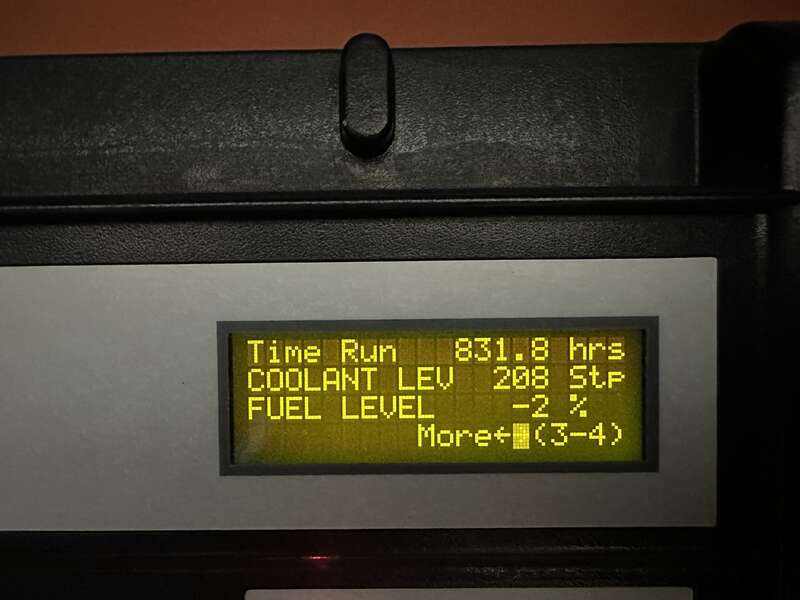 Time Run 831.8 hrs
COOLANT LEV 208 Stp
FUEL LEVEL -2 %
More←█(3-4)